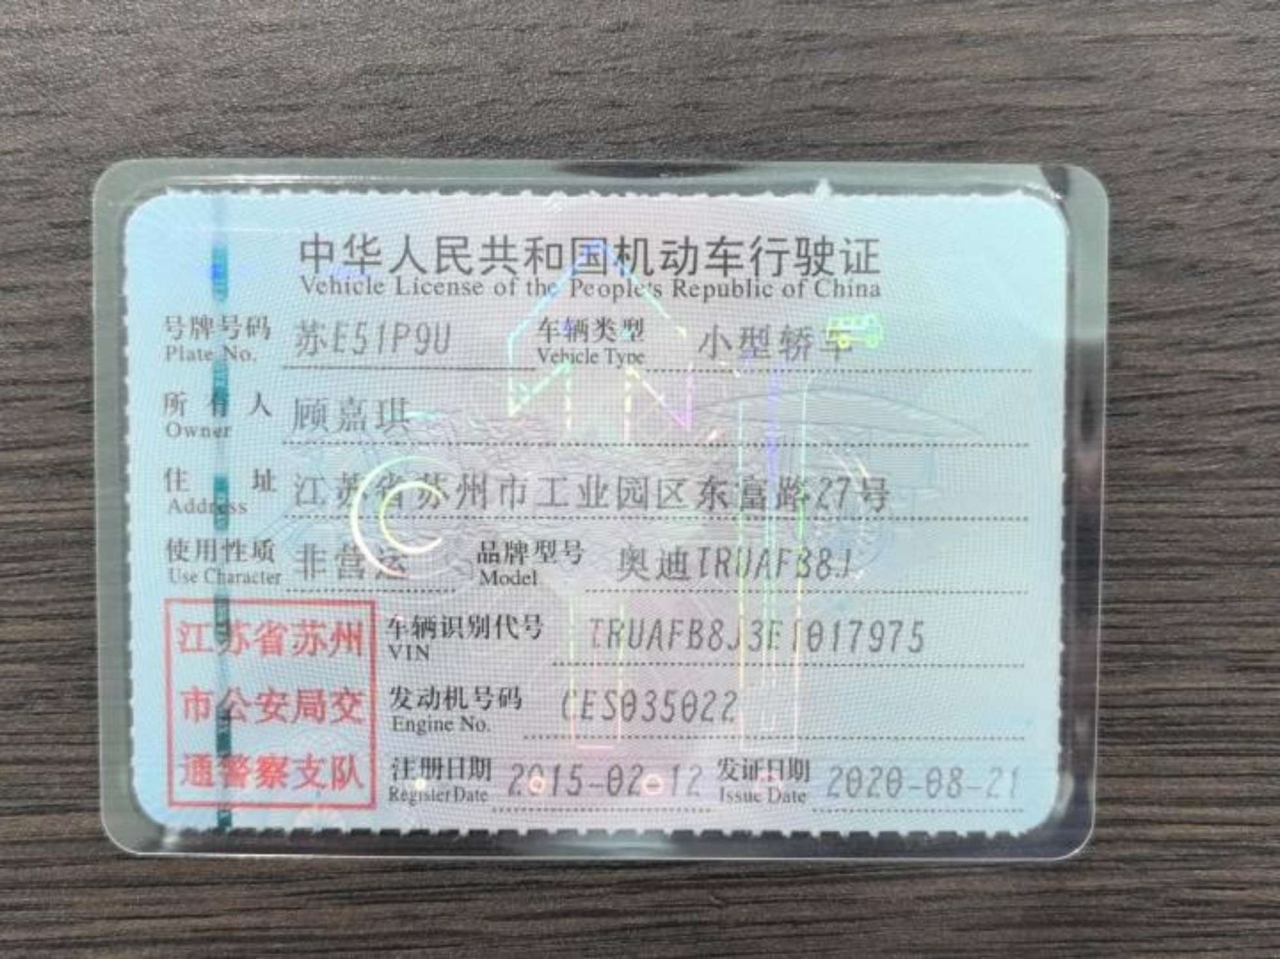 中华人民共和国机动车行驶证
Vehicle License of the People's Republic of China
号牌号码 苏E51P9U 车辆类型 小型轿车
Plate No. Vehicle Type
所有人 顾嘉琪
Owner
住址 江苏省苏州市工业园区东富路27号
Address
使用性质 非营运 品牌型号 奥迪TRUAFB8J
Use Character Model
江苏省苏州
市公安局交
通警察支队
车辆识别代号 TRUAFB8J3E1017975
VIN
发动机号码 CES035022
Engine No.
注册日期 2015-02-12 发证日期 2020-08-21
Register Date Issue Date